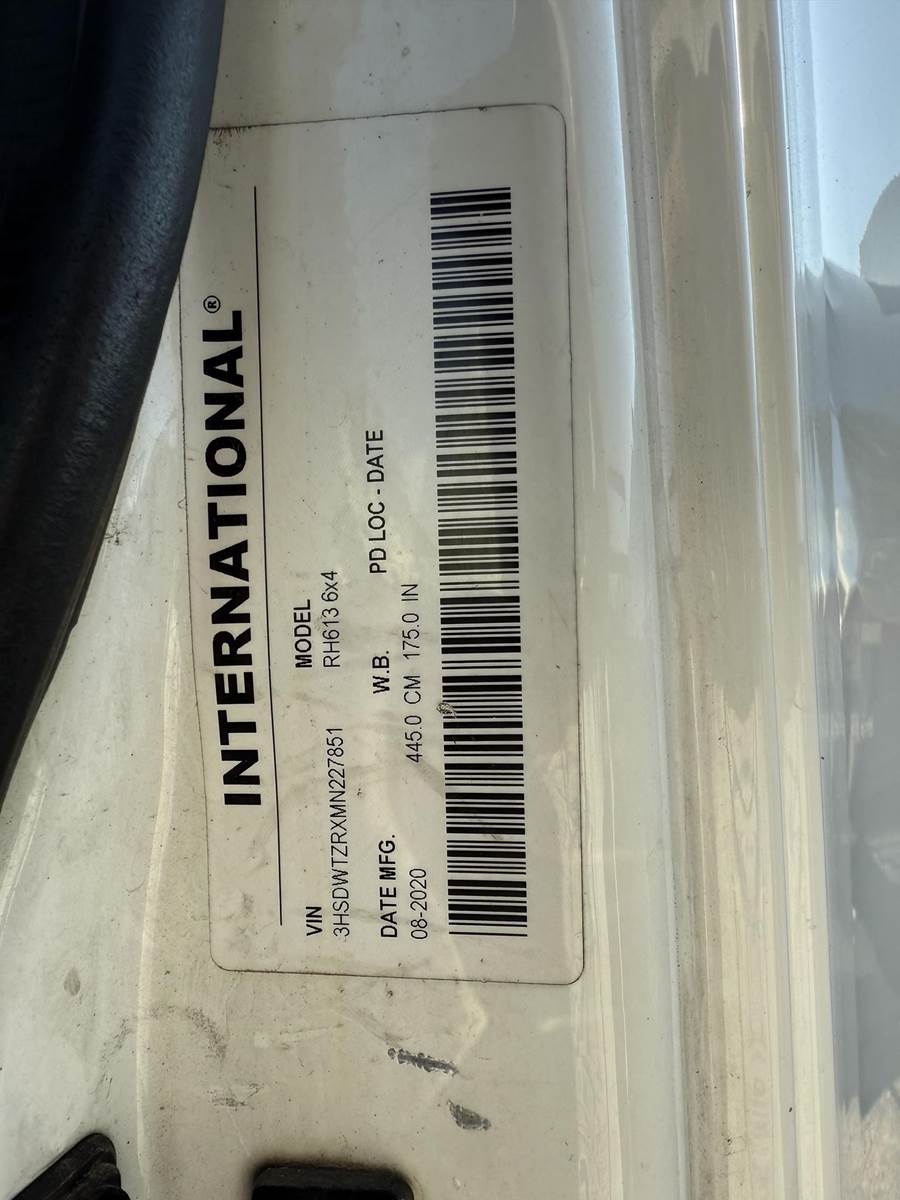 INTERNATIONAL®
VIN MODEL
3HSDWTZRXMN227851 RH613 6x4
DATE MFG. W.B. PD LOC - DATE
08-2020 445.0 CM 175.0 IN